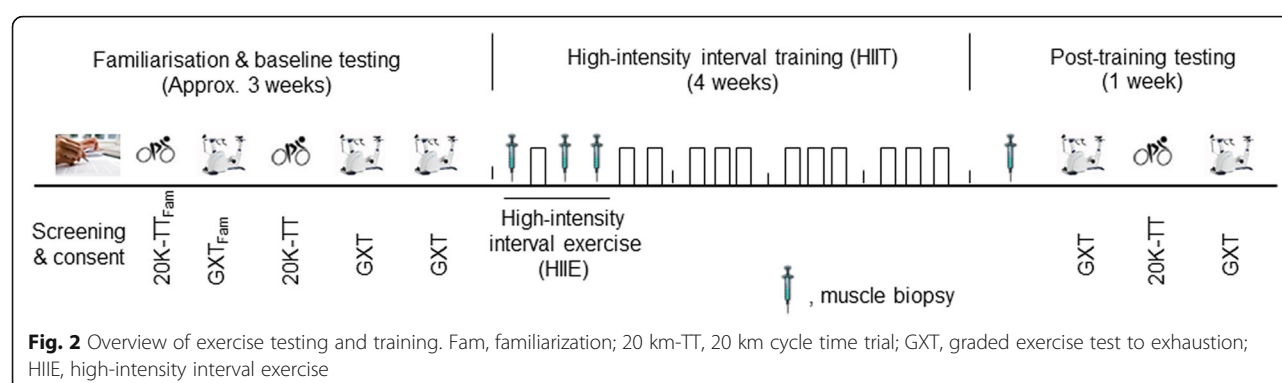 Familiarisation & baseline testing
(Approx. 3 weeks)
High-intensity interval training (HIIT)
(4 weeks)
Post-training testing
(1 week)
Screening
& consent
20K-TTFam
GXTFam
20K-TT
GXT
GXT
High-intensity
interval exercise
(HIIE)
, muscle biopsy
GXT
20K-TT
GXT
Fig. 2 Overview of exercise testing and training. Fam, familiarization; 20 km-TT, 20 km cycle time trial; GXT, graded exercise test to exhaustion;
HIIE, high-intensity interval exercise